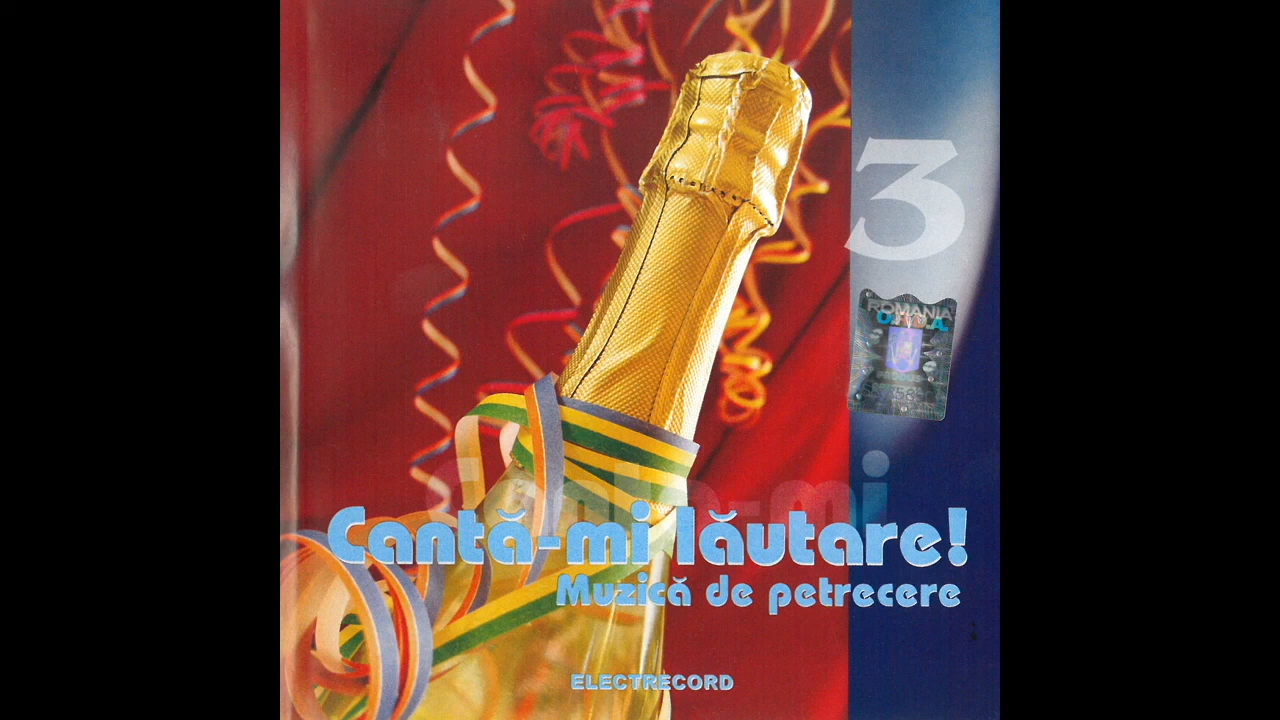 3
ROMANIA
U.P.F.A.
Cantă-mi lăutare!
Muzică de petrecere
ELECTRECORD